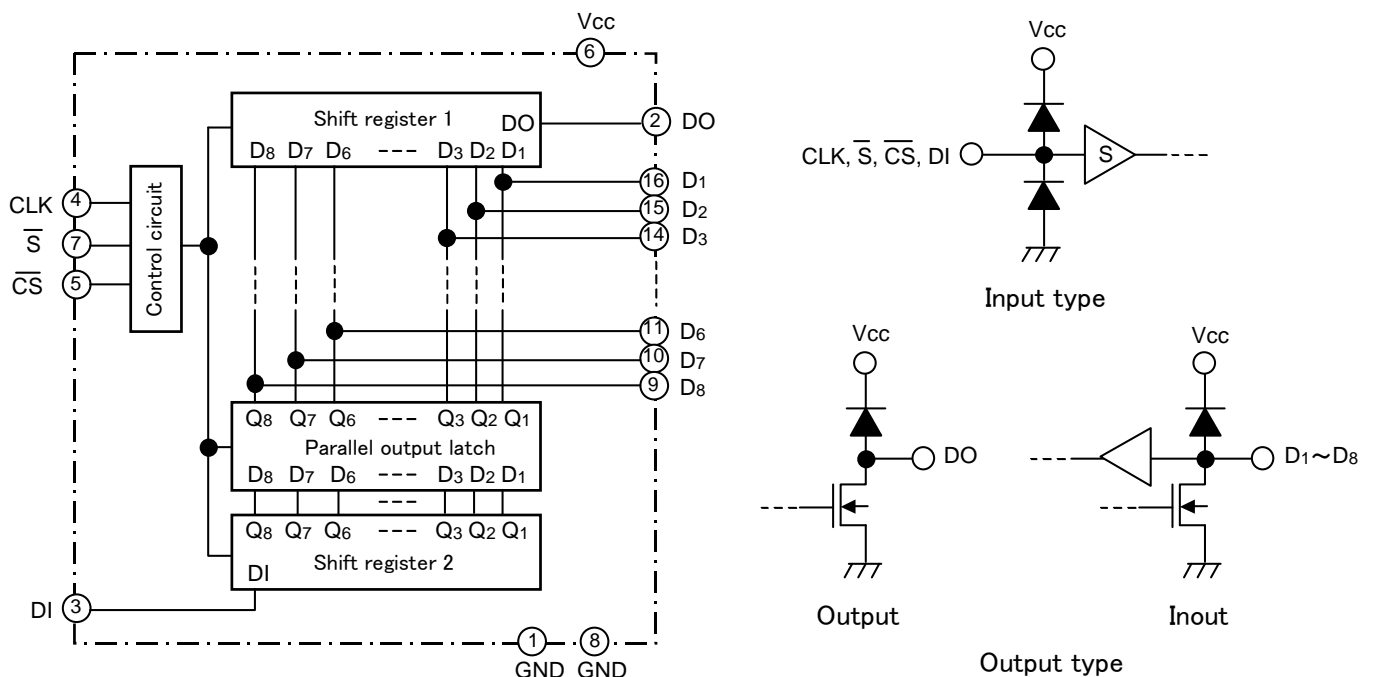 Vcc
6
Shift register 1
DO
D8 D7 D6 --- D3 D2 D1
2 DO
16 D1
15 D2
14 D3
CLK 4
S̅ 7
C̅S̅ 5
Control circuit
11 D6
10 D7
9 D8
Q8 Q7 Q6 --- Q3 Q2 Q1
Parallel output latch
D8 D7 D6 --- D3 D2 D1
---
Q8 Q7 Q6 --- Q3 Q2 Q1
Shift register 2
DI
DI 3
1 8
GND GND
Vcc
CLK, S̅, C̅S̅, DI
S
Input type
Vcc
DO
Output
Vcc
D1～D8
Inout
Output type